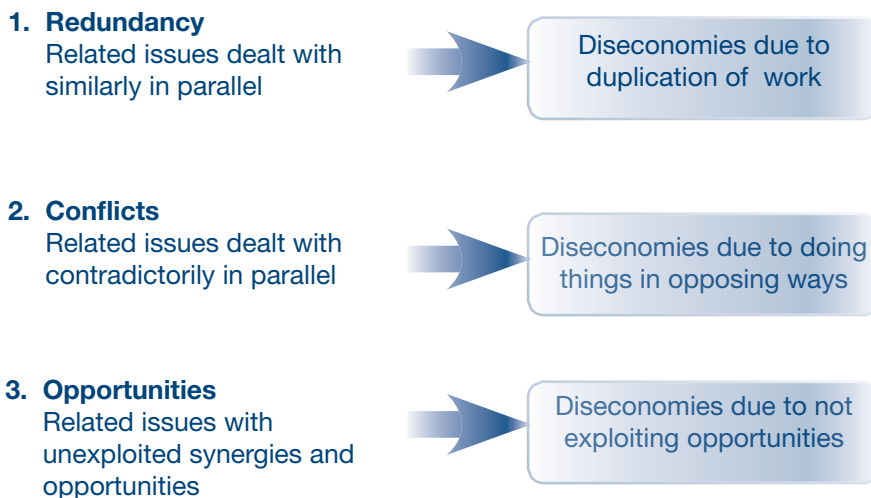 1. Redundancy
Related issues dealt with
similarly in parallel
Diseconomies due to
duplication of work
2. Conflicts
Related issues dealt with
contradictorily in parallel
Diseconomies due to doing
things in opposing ways
3. Opportunities
Related issues with
unexploited synergies and
opportunities
Diseconomies due to not
exploiting opportunities